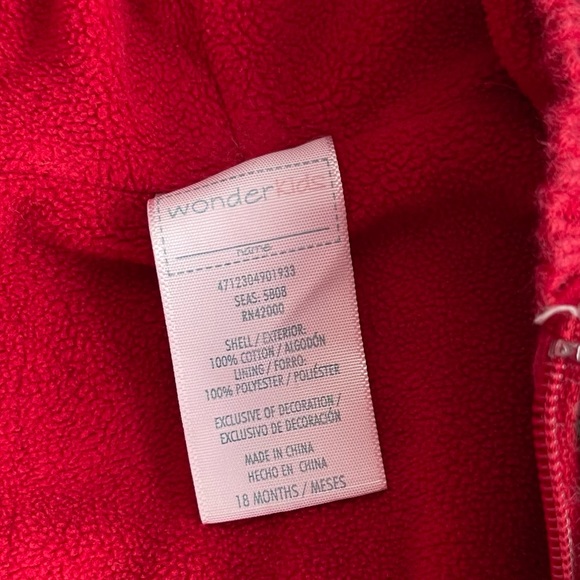 wonderkids
name
4712304901933
SEAS: 580B
RN42000
SHELL / EXTERIOR:
100% COTTON / ALGODÓN
LINING / FORRO:
100% POLYESTER / POLIÉSTER
EXCLUSIVE OF DECORATION /
EXCLUSIVO DE DECORACIÓN
MADE IN CHINA
HECHO EN CHINA
18 MONTHS / MESES